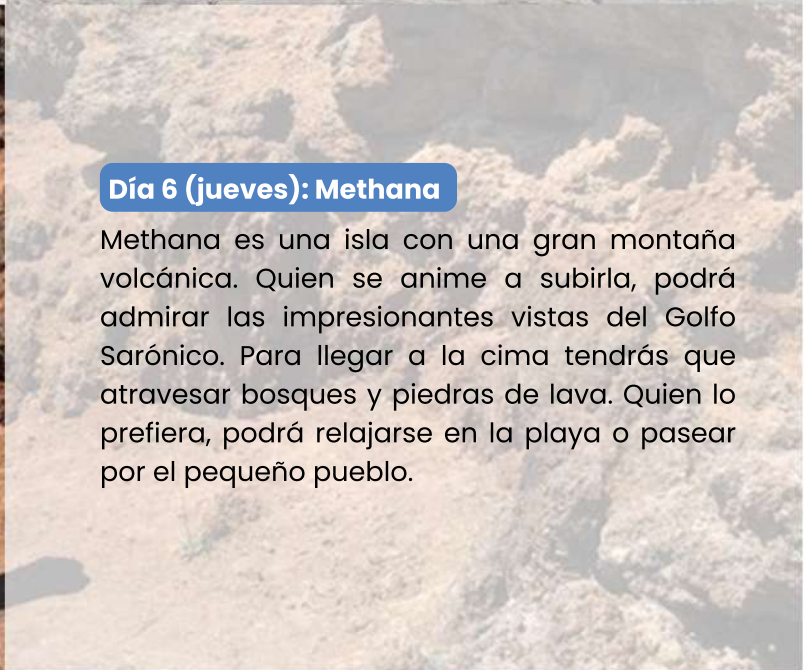 Día 6 (jueves): Methana
Methana es una isla con una gran montaña
volcánica. Quien se anime a subirla, podrá
admirar las impresionantes vistas del Golfo
Sarónico. Para llegar a la cima tendrás que
atravesar bosques y piedras de lava. Quien lo
prefiera, podrá relajarse en la playa o pasear
por el pequeño pueblo.